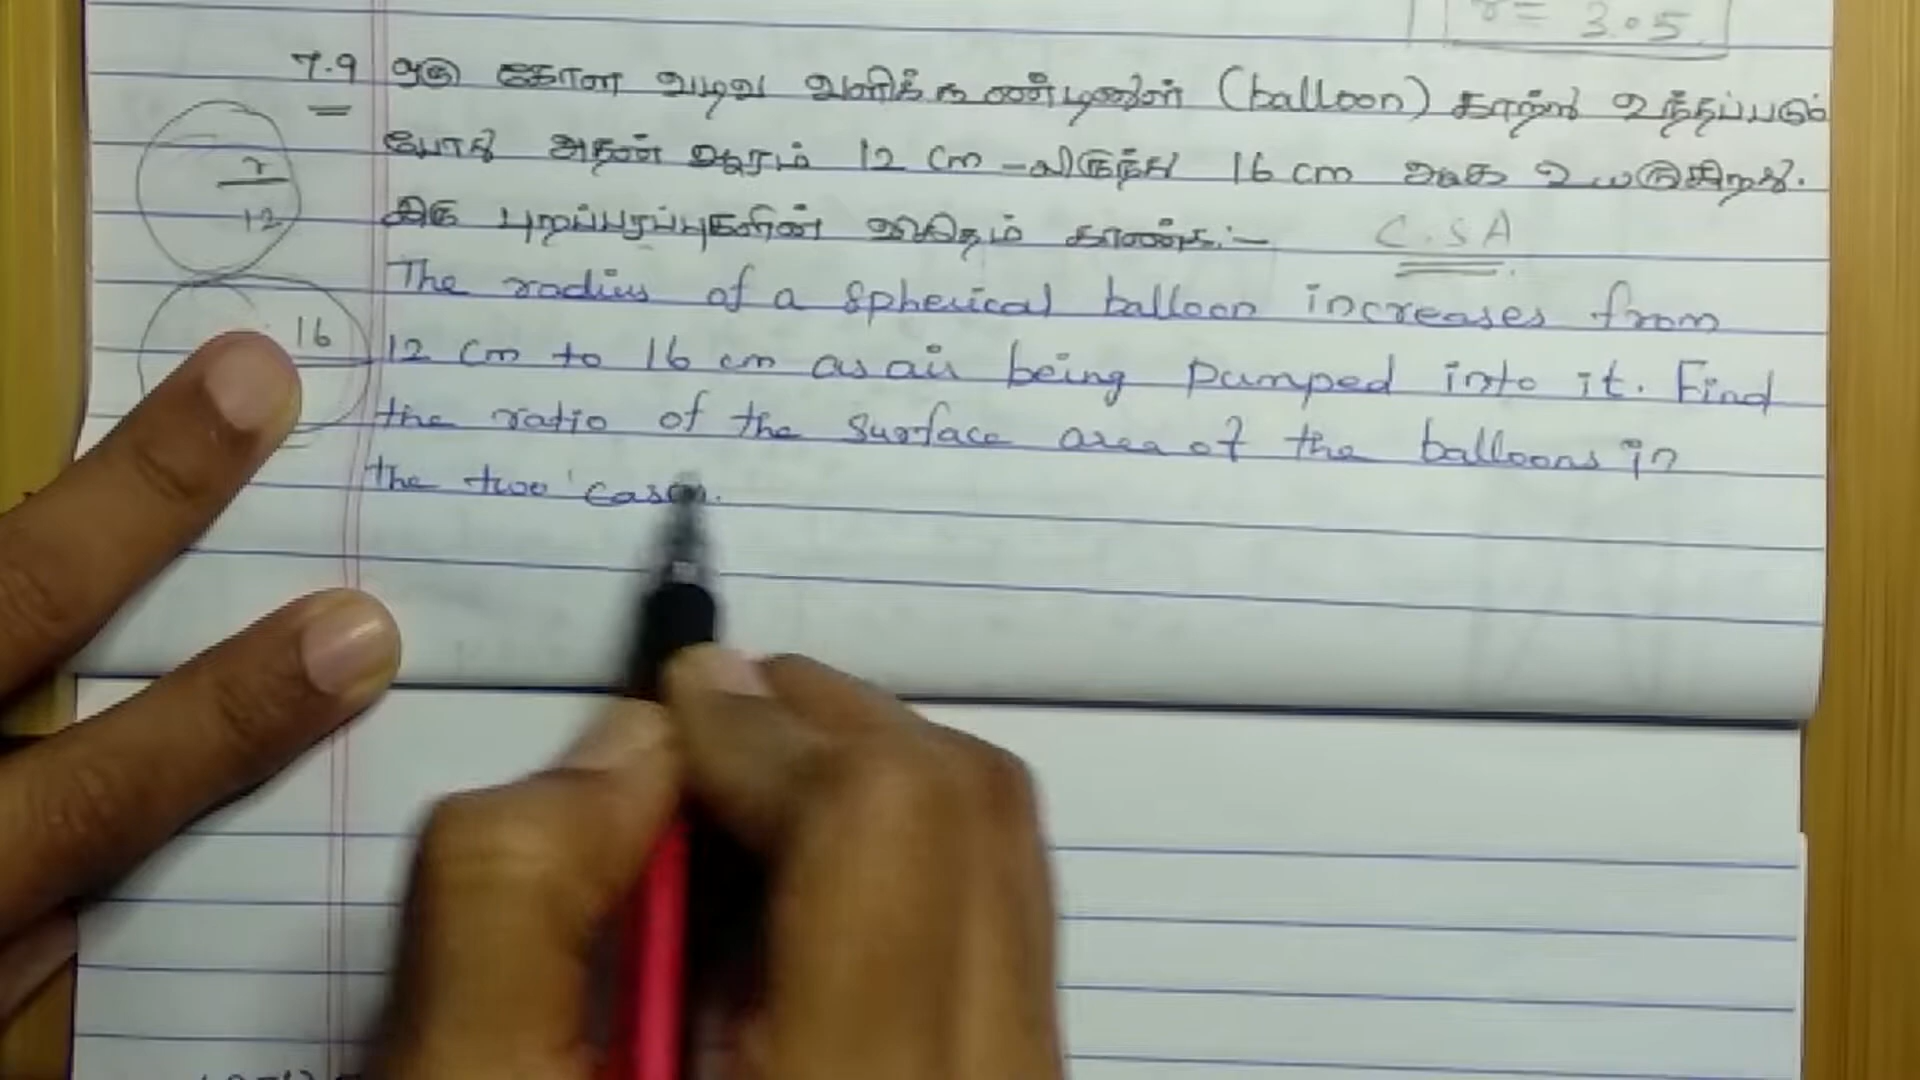 r = 3.5
7.9 ஒரு கோள வடிவ வளிக்கூண்டினுள் (balloon) காற்று உந்தப்படும்
போது அதன் ஆரம் 12 cm -லிருந்து 16 cm ஆக உயருகிறது.
இரு புறப்பரப்புகளின் விகிதம் காண்க:-
C.S.A
The radius of a spherical balloon increases from
12 cm to 16 cm as air being pumped into it. Find
the ratio of the surface area of the balloons in
the two cases.
r
12
16